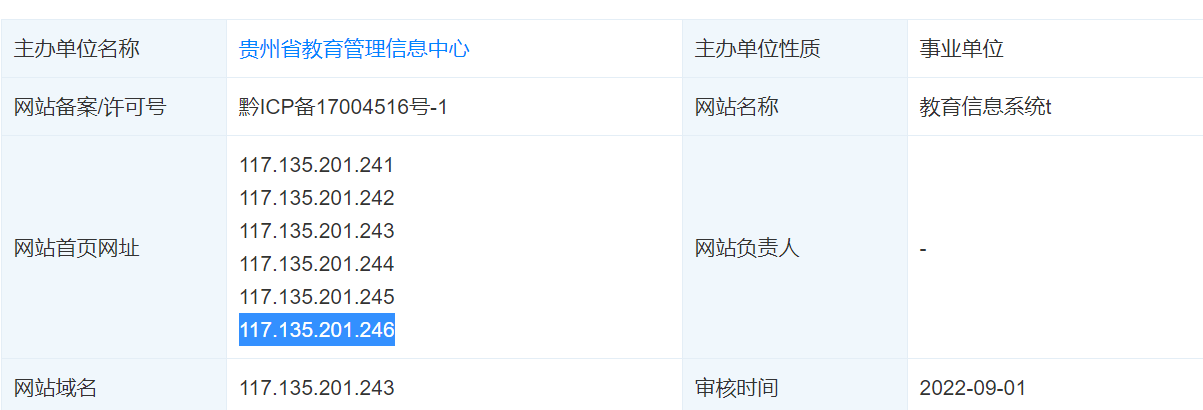 主办单位名称 贵州省教育管理信息中心 主办单位性质 事业单位
网站备案/许可号 黔ICP备17004516号-1 网站名称 教育信息系统t
网站首页网址
117.135.201.241
117.135.201.242
117.135.201.243
117.135.201.244
117.135.201.245
117.135.201.246
网站负责人 -
网站域名 117.135.201.243 审核时间 2022-09-01